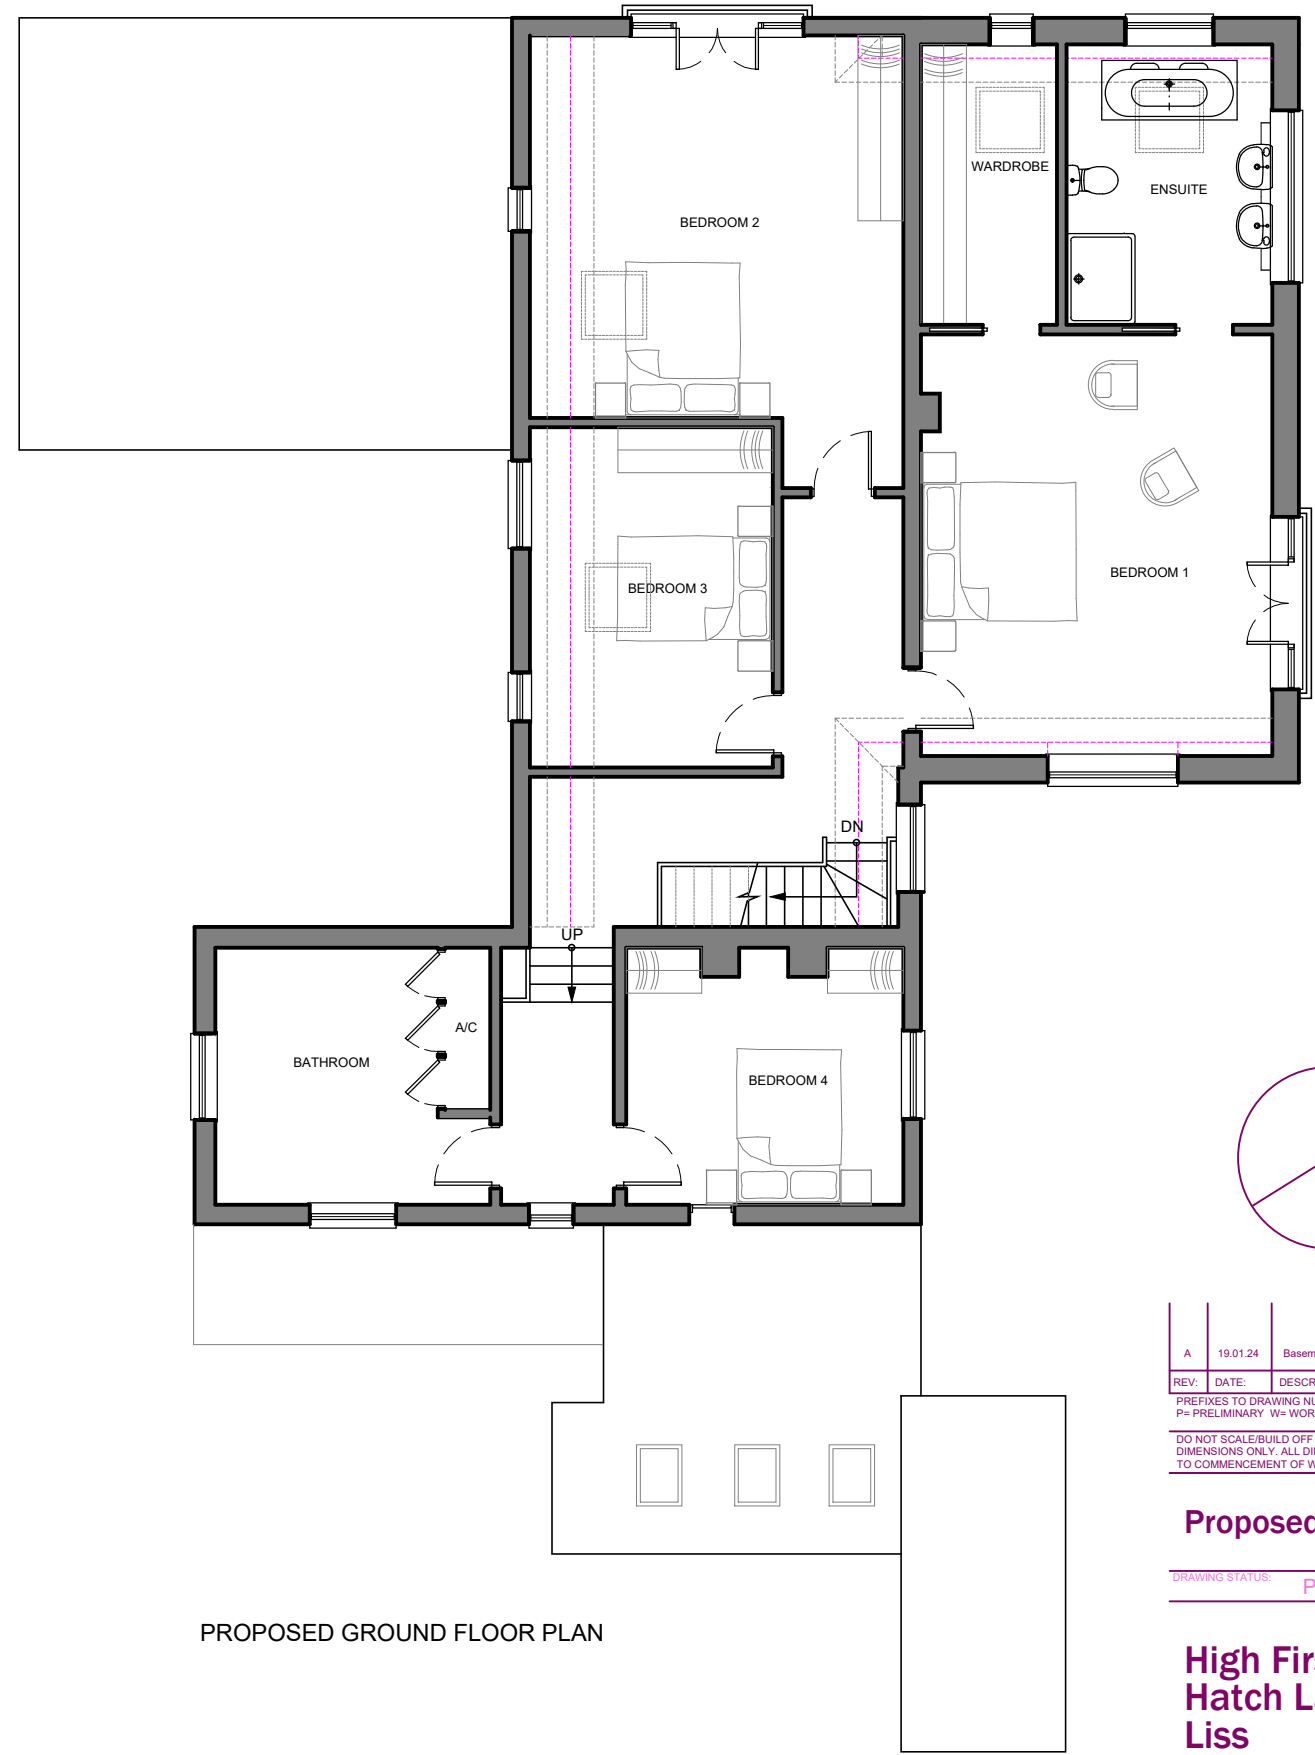 BEDROOM 2
WARDROBE
ENSUITE
BEDROOM 3
BEDROOM 1
DN
UP
A/C
BATHROOM
BEDROOM 4
A 19.01.24 Basem
REV: DATE: DESCR
PREFIXES TO DRAWING NU
P= PRELIMINARY W= WOR
DO NOT SCALE/BUILD OFF
DIMENSIONS ONLY. ALL DI
TO COMMENCEMENT OF W
Proposed
DRAWING STATUS: P
PROPOSED GROUND FLOOR PLAN
High Firs
Hatch L
Liss